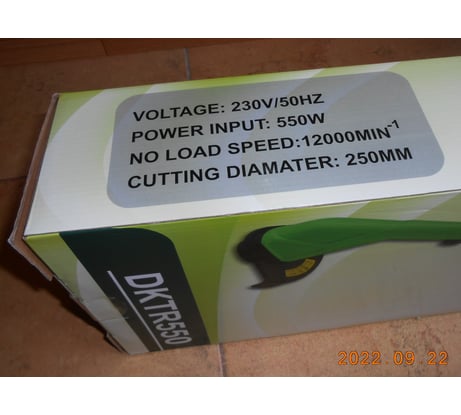 VOLTAGE: 230V/50HZ
POWER INPUT: 550W
NO LOAD SPEED:12000MIN-1
CUTTING DIAMATER: 250MM
DKTR550
2022.09.22